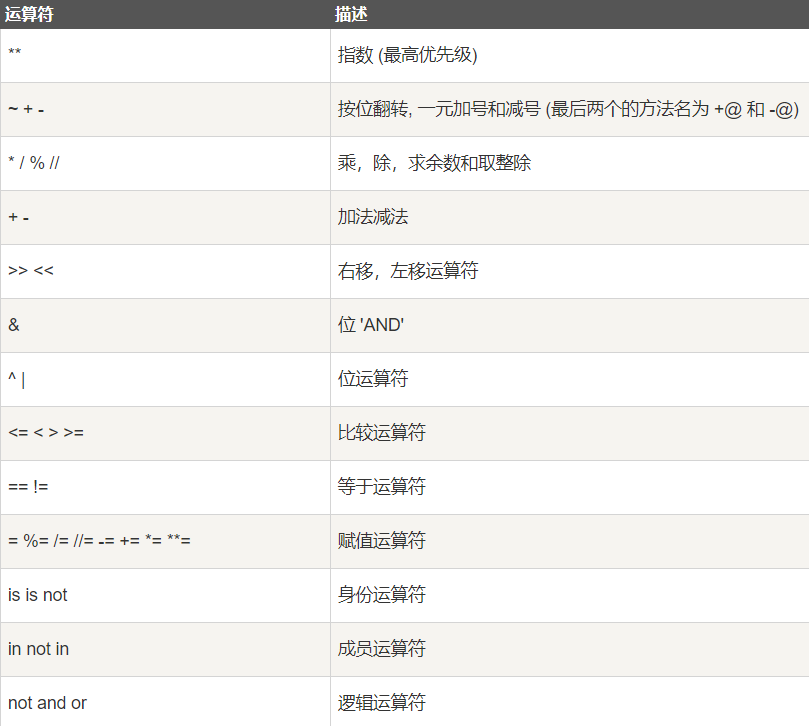 运算符 描述
** 指数 (最高优先级)
~ + - 按位翻转, 一元加号和减号 (最后两个的方法名为 +@ 和 -@)
* / % // 乘，除，求余数和取整除
+ - 加法减法
>> << 右移，左移运算符
& 位 'AND'
^ | 位运算符
<= < > >= 比较运算符
== != 等于运算符
= %= /= //= -= += *= **= 赋值运算符
is is not 身份运算符
in not in 成员运算符
not and or 逻辑运算符